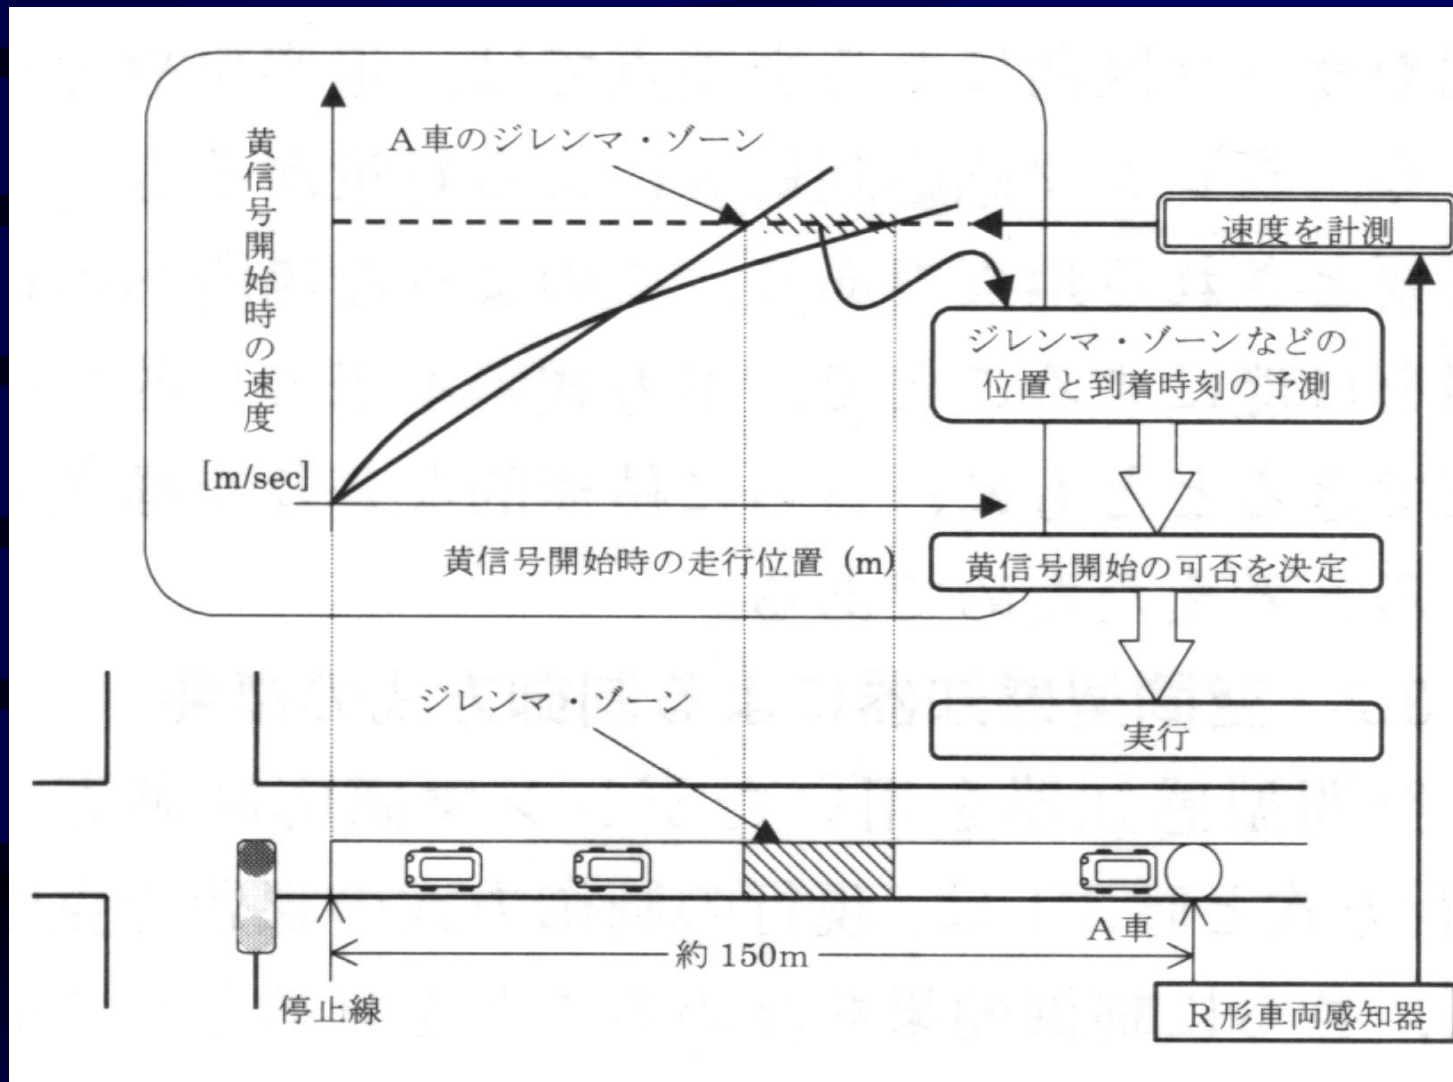 黄信号開始時の速度
[m/sec]
A車のジレンマ・ゾーン
速度を計測
ジレンマ・ゾーンなどの
位置と到着時刻の予測
黄信号開始時の走行位置 (m)
黄信号開始の可否を決定
ジレンマ・ゾーン
実行
A車
約 150m
停止線
R形車両感知器